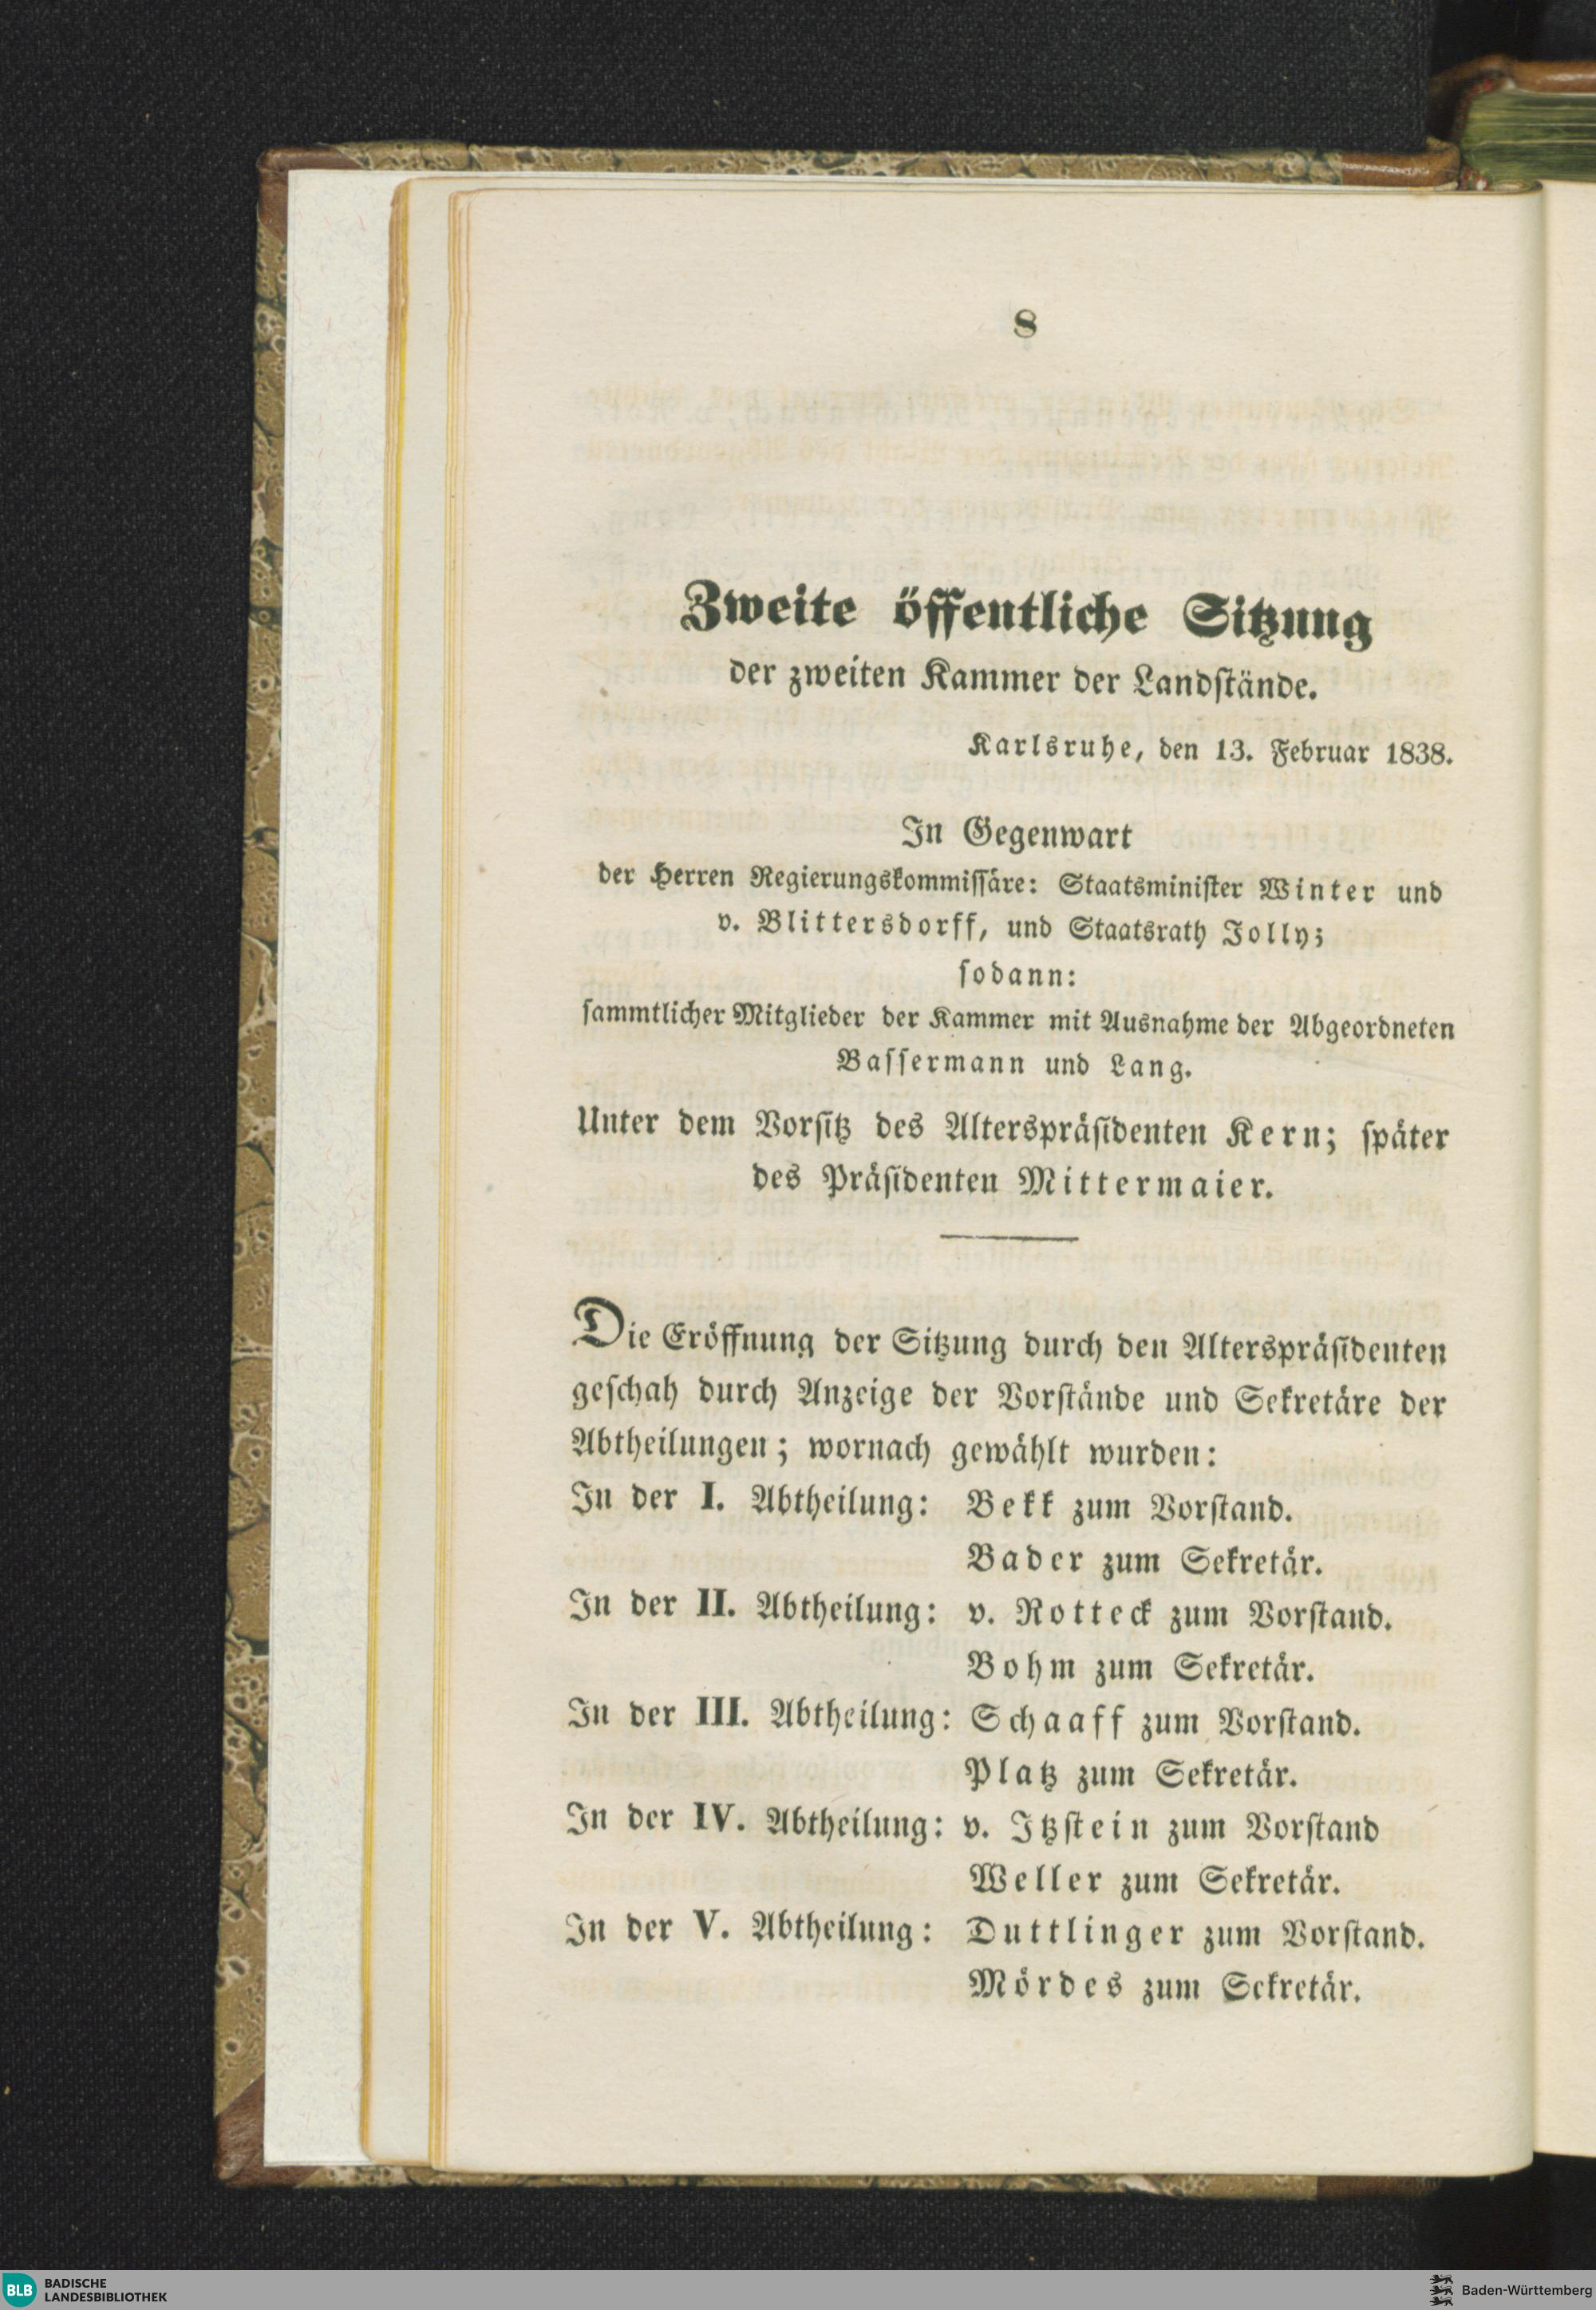 8
Zweite öffentliche Sitzung
der zweiten Kammer der Landstände.
Karlsruhe, den 13. Februar 1838.
In Gegenwart
der Herren Regierungskommissäre: Staatsminister Winter und
v. Blittersdorff, und Staatsrath Jolly;
sodann:
sammtlicher Mitglieder der Kammer mit Ausnahme der Abgeordneten
Bassermann und Lang.
Unter dem Vorsitz des Alterspräsidenten Kern; später
des Präsidenten Mittermaier.
Die Eröffnung der Sitzung durch den Alterspräsidenten
geschah durch Anzeige der Vorstände und Sekretäre der
Abtheilungen; wornach gewählt wurden:
In der I. Abtheilung: Bekk zum Vorstand.
Bader zum Sekretär.
In der II. Abtheilung: v. Rotteck zum Vorstand.
Bohm zum Sekretär.
In der III. Abtheilung: Schaaff zum Vorstand.
Platz zum Sekretär.
In der IV. Abtheilung: v. Itzstein zum Vorstand
Weller zum Sekretär.
In der V. Abtheilung: Duttlinger zum Vorstand.
Mördes zum Sekretär.
BLB BADISCHE
LANDESBIBLIOTHEK
Baden-Württemberg